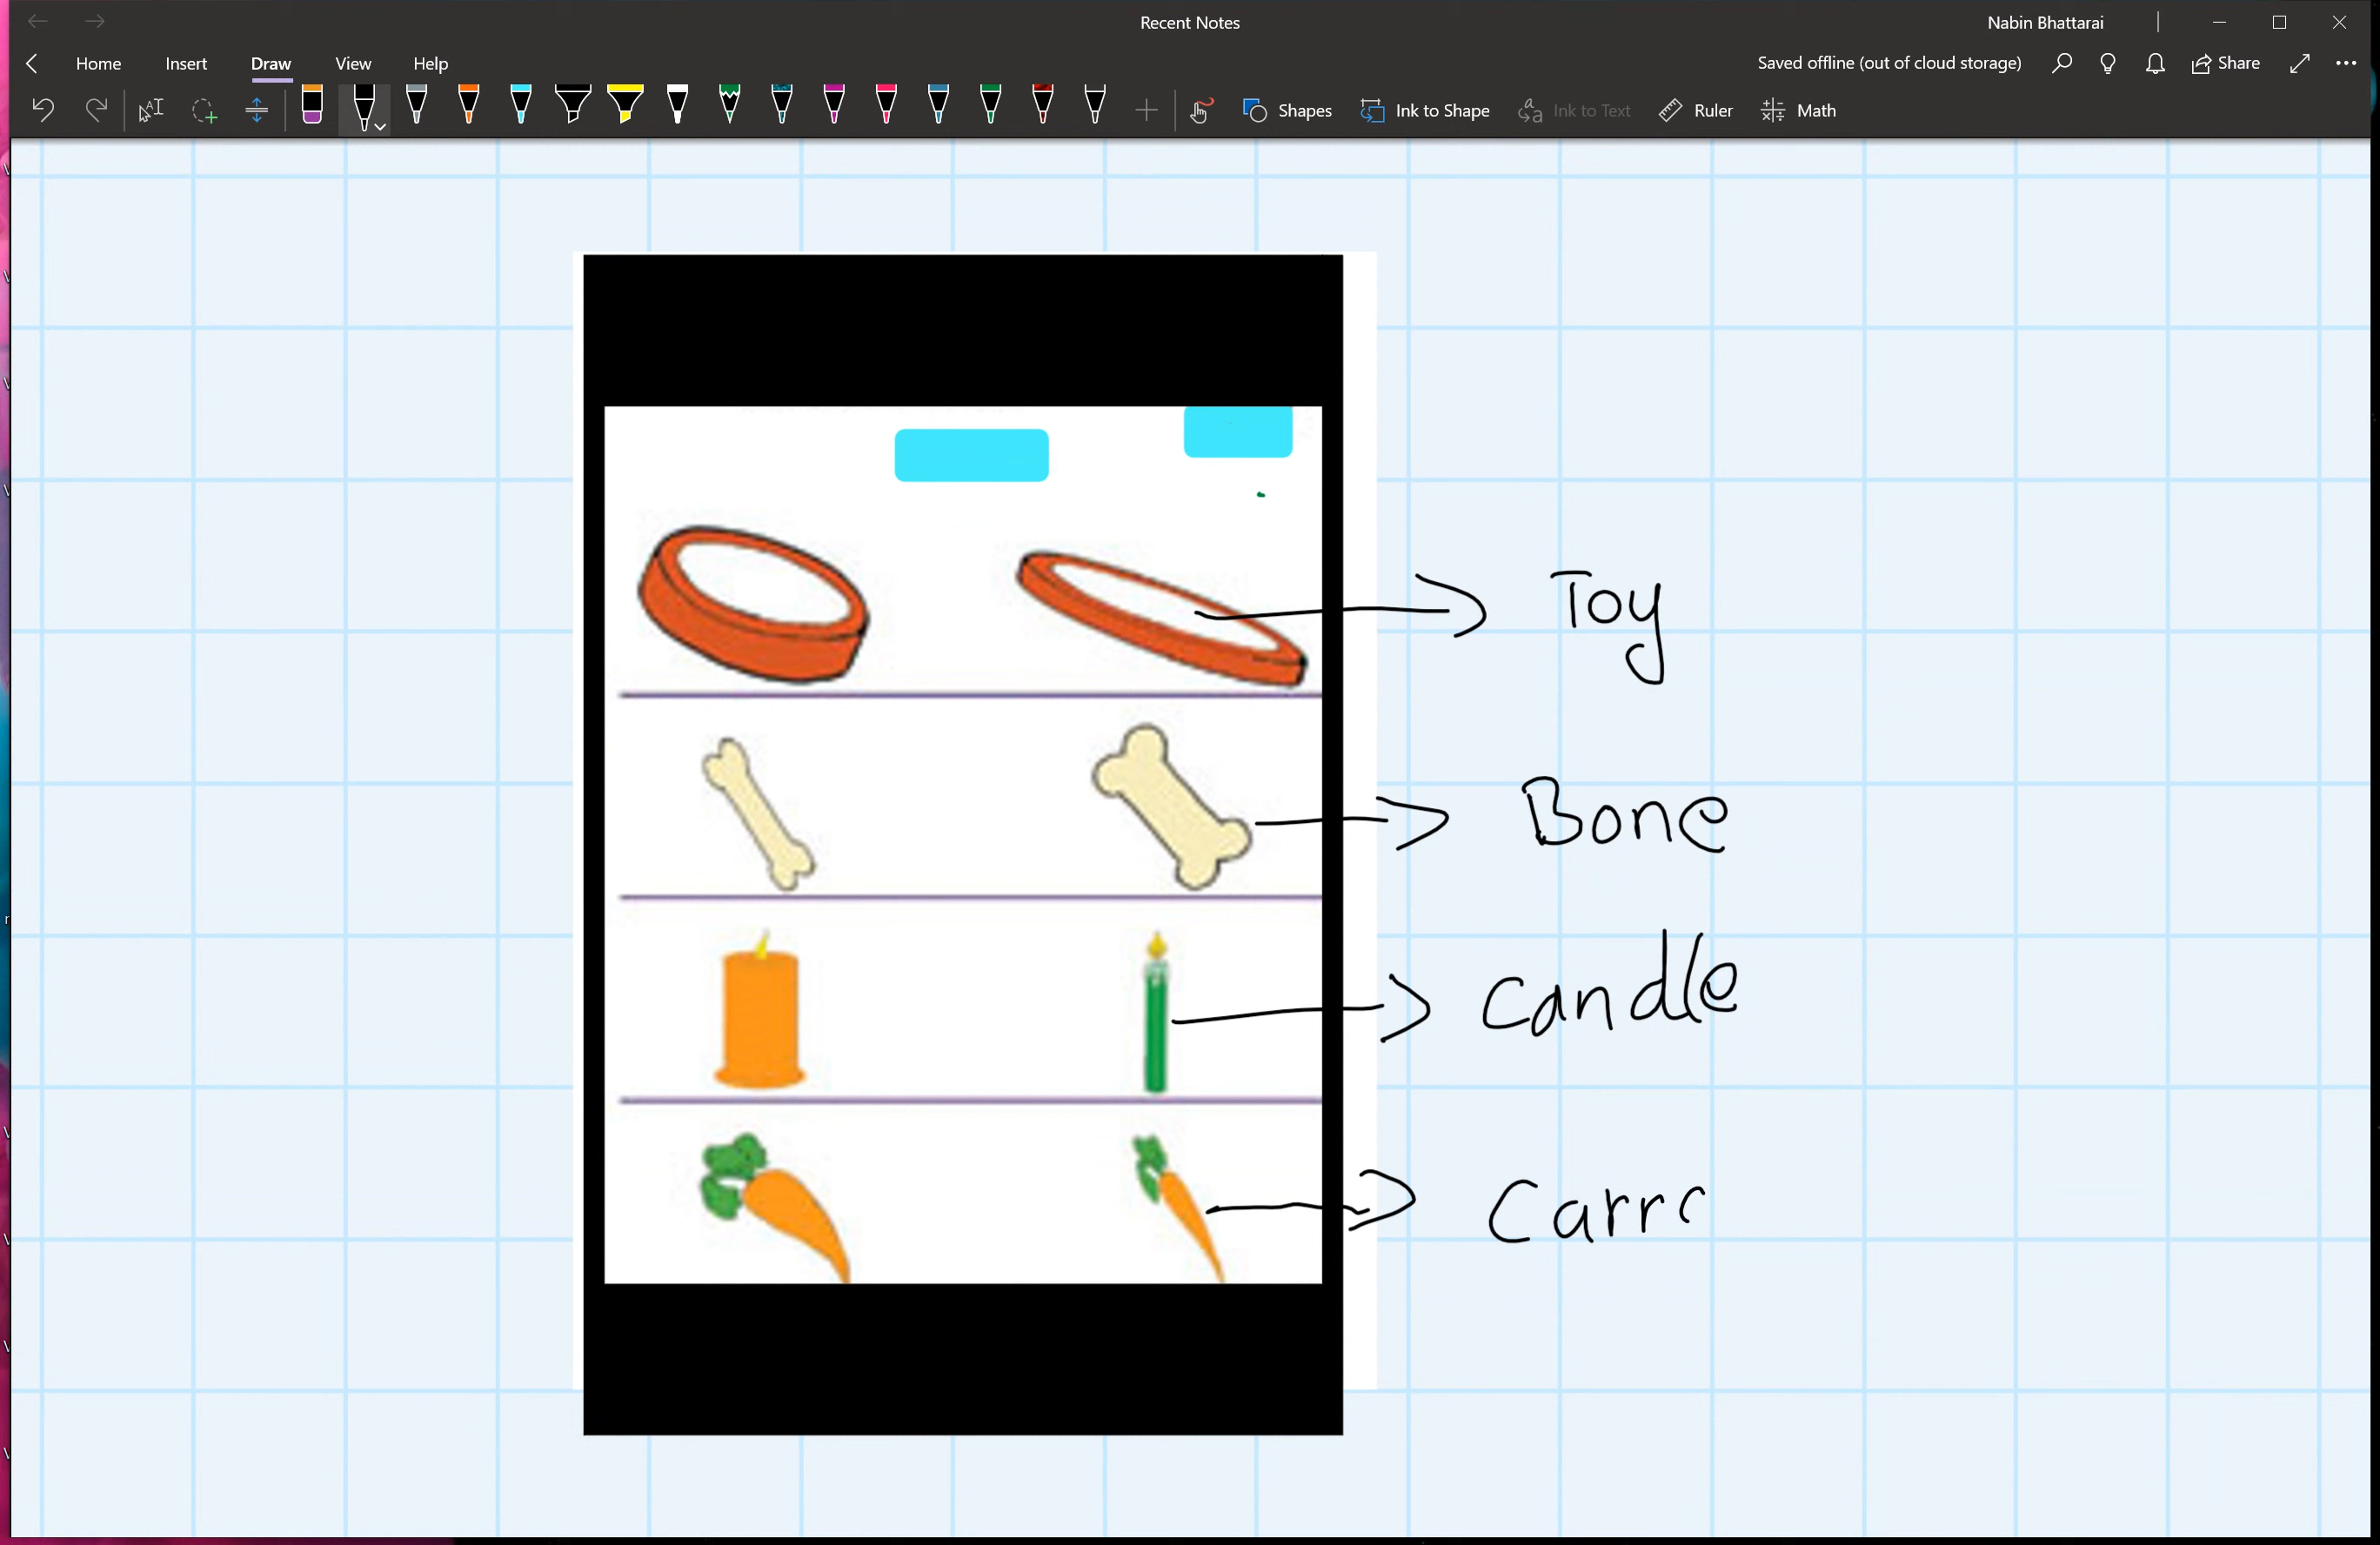 Recent Notes
Nabin Bhattarai
Home Insert Draw View Help
Saved offline (out of cloud storage)
Share
Shapes
Ink to Shape
Ink to Text
Ruler
Math
Toy
Bone
Candle
Carro